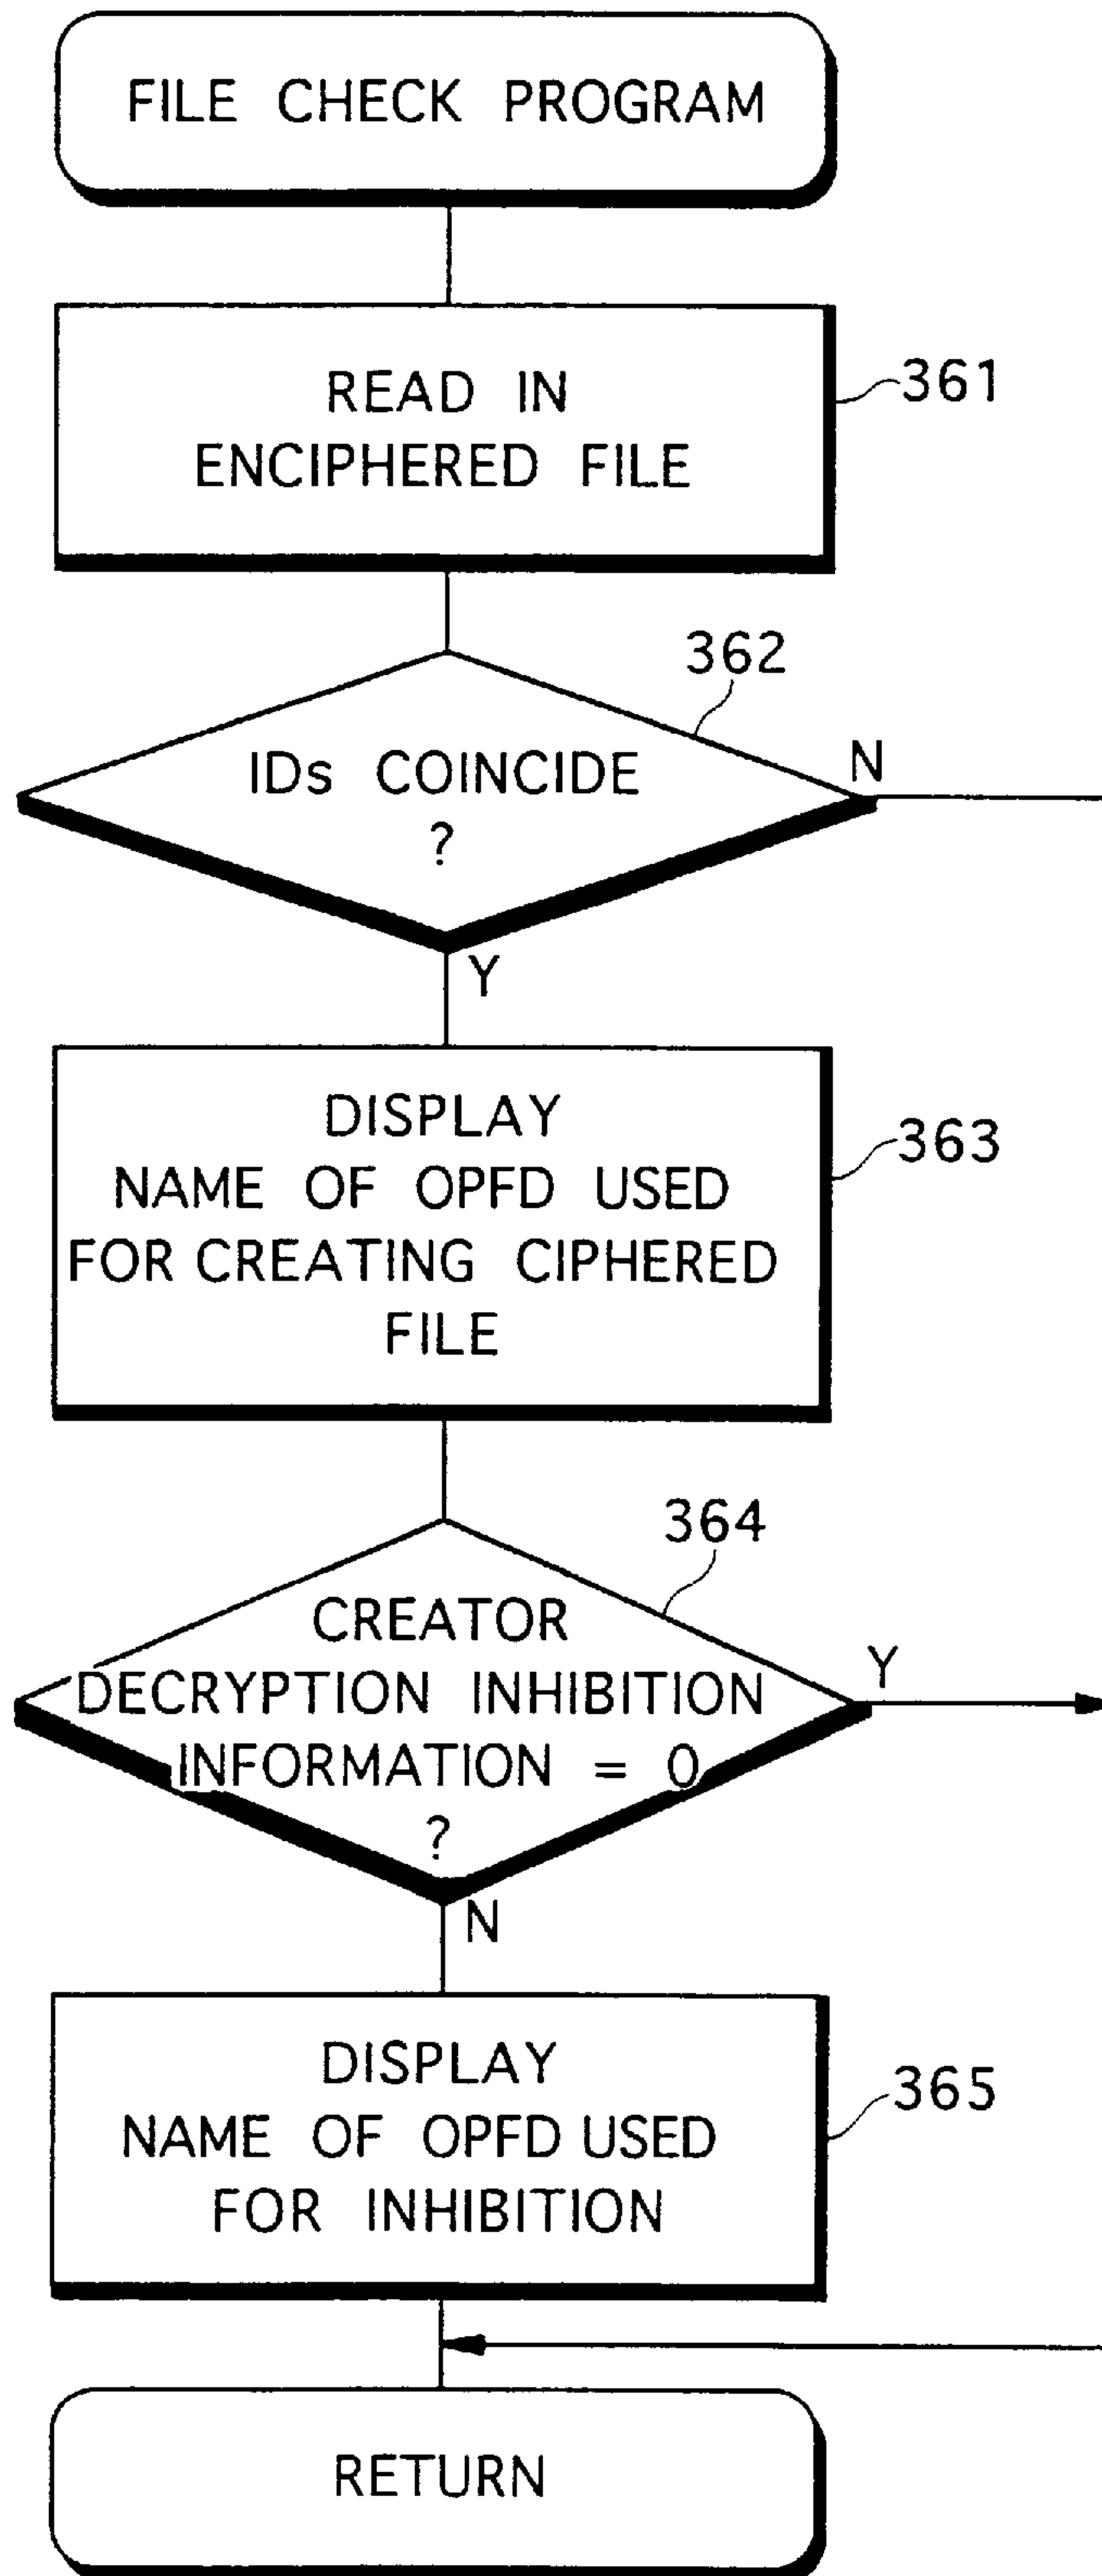 FILE CHECK PROGRAM
READ IN
ENCIPHERED FILE
361
362
IDs COINCIDE
?
N
Y
DISPLAY
NAME OF OPFD USED
FOR CREATING CIPHERED
FILE
363
364
CREATOR
DECRYPTION INHIBITION
INFORMATION = 0
?
Y
N
DISPLAY
NAME OF OPFD USED
FOR INHIBITION
365
RETURN